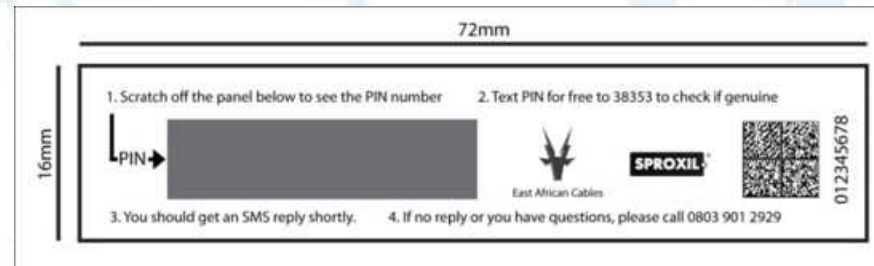 72mm
16mm
1. Scratch off the panel below to see the PIN number
2. Text PIN for free to 38353 to check if genuine
PIN
East African Cables
SPROXIL
012345678
3. You should get an SMS reply shortly.
4. If no reply or you have questions, please call 0803 901 2929